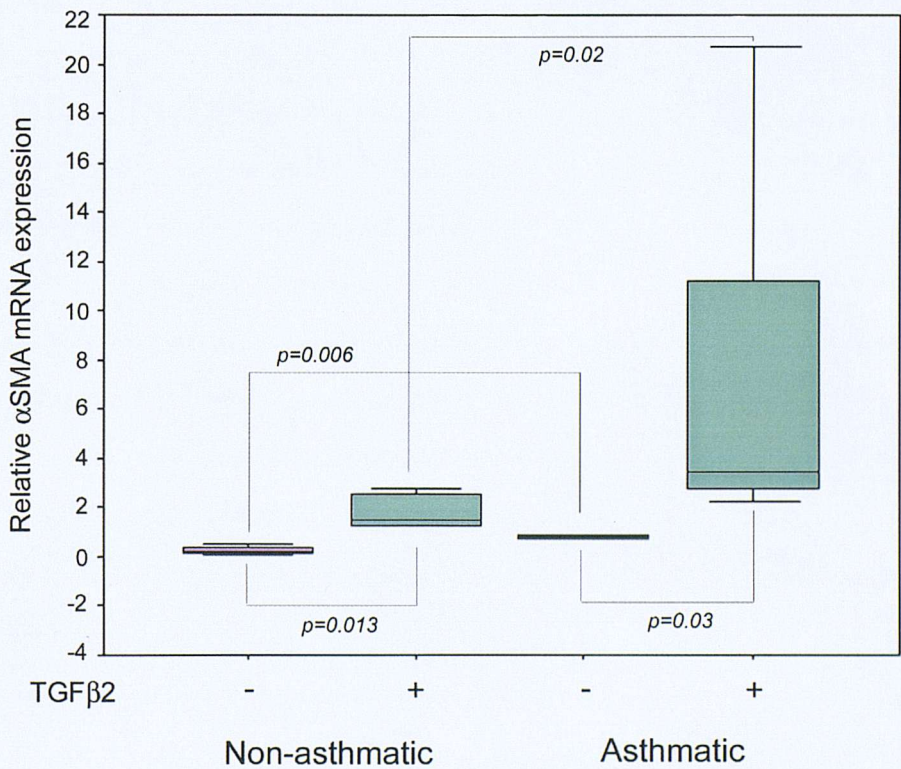 22
20
18
16
14
12
10
8
6
4
2
0
-2
-4
Relative αSMA mRNA expression
p=0.02
p=0.006
p=0.013
p=0.03
TGFβ2 - + - +
Non-asthmatic Asthmatic